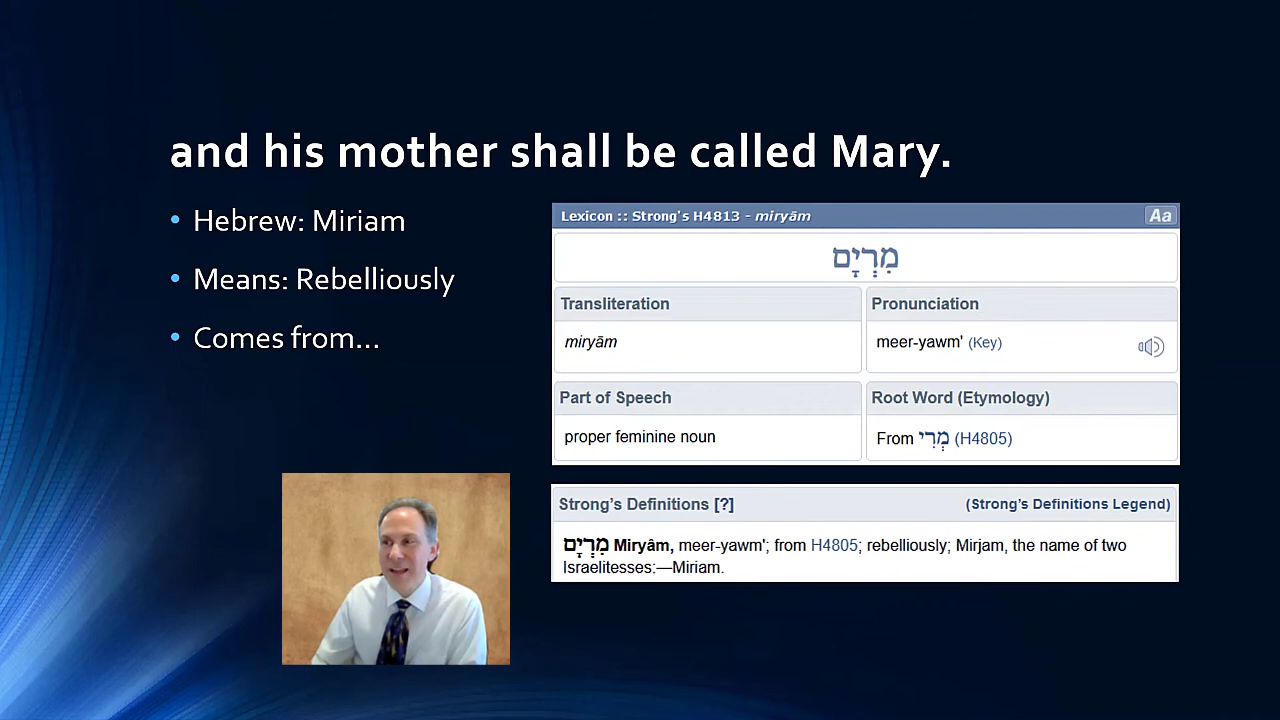 and his mother shall be called Mary.
• Hebrew: Miriam
• Means: Rebelliously
• Comes from...
Lexicon :: Strong's H4813 - miryām
Aa
מִרְיָם
Transliteration
Pronunciation
miryām
meer-yawm' (Key)
Part of Speech
Root Word (Etymology)
proper feminine noun
From מְרִי (H4805)
Strong's Definitions [?]
(Strong's Definitions Legend)
מִרְיָם Miryâm, meer-yawm'; from H4805; rebelliously; Mirjam, the name of two
Israelitesses:—Miriam.